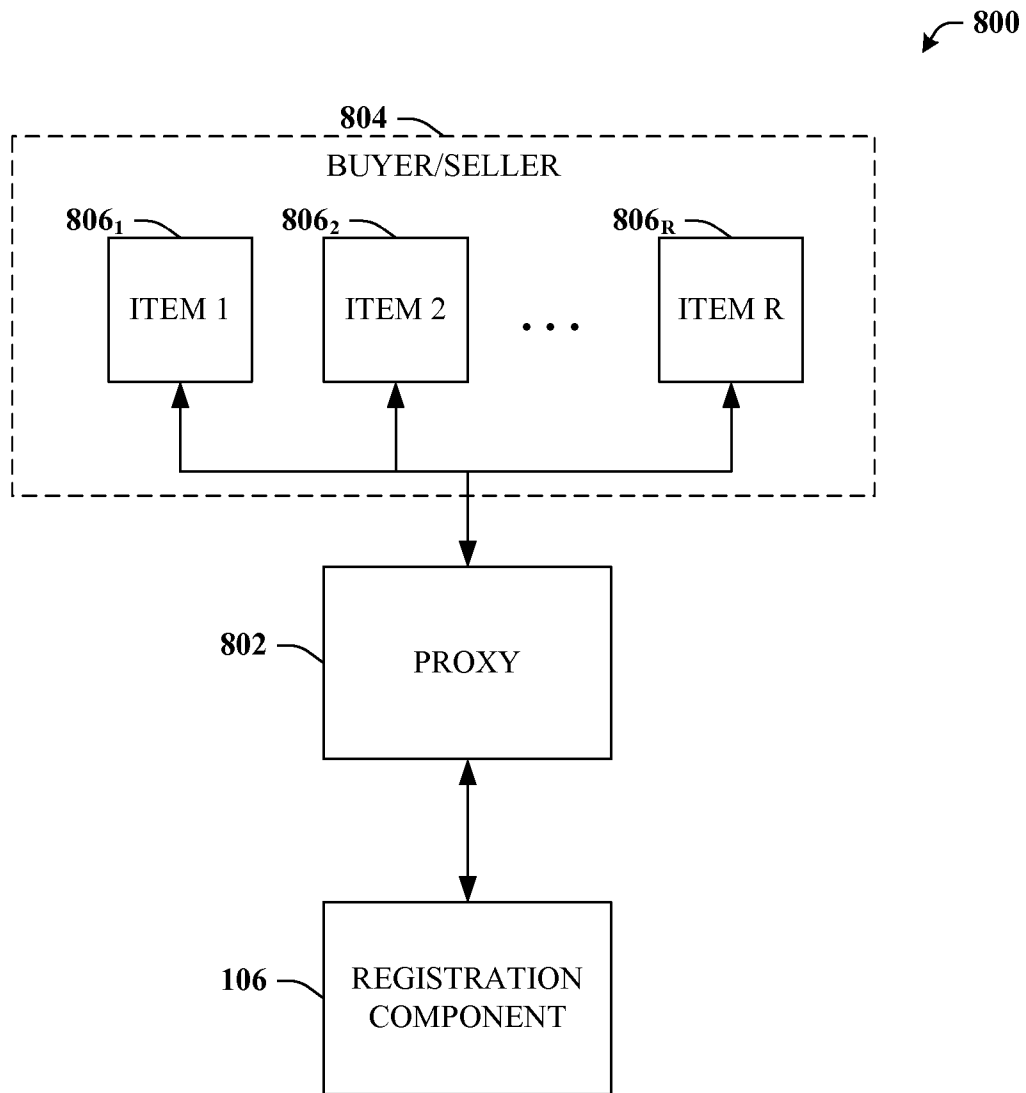 800
804
BUYER/SELLER
806₁ 806₂ 806R
ITEM 1 ITEM 2 . . . ITEM R
802
PROXY
106
REGISTRATION
COMPONENT